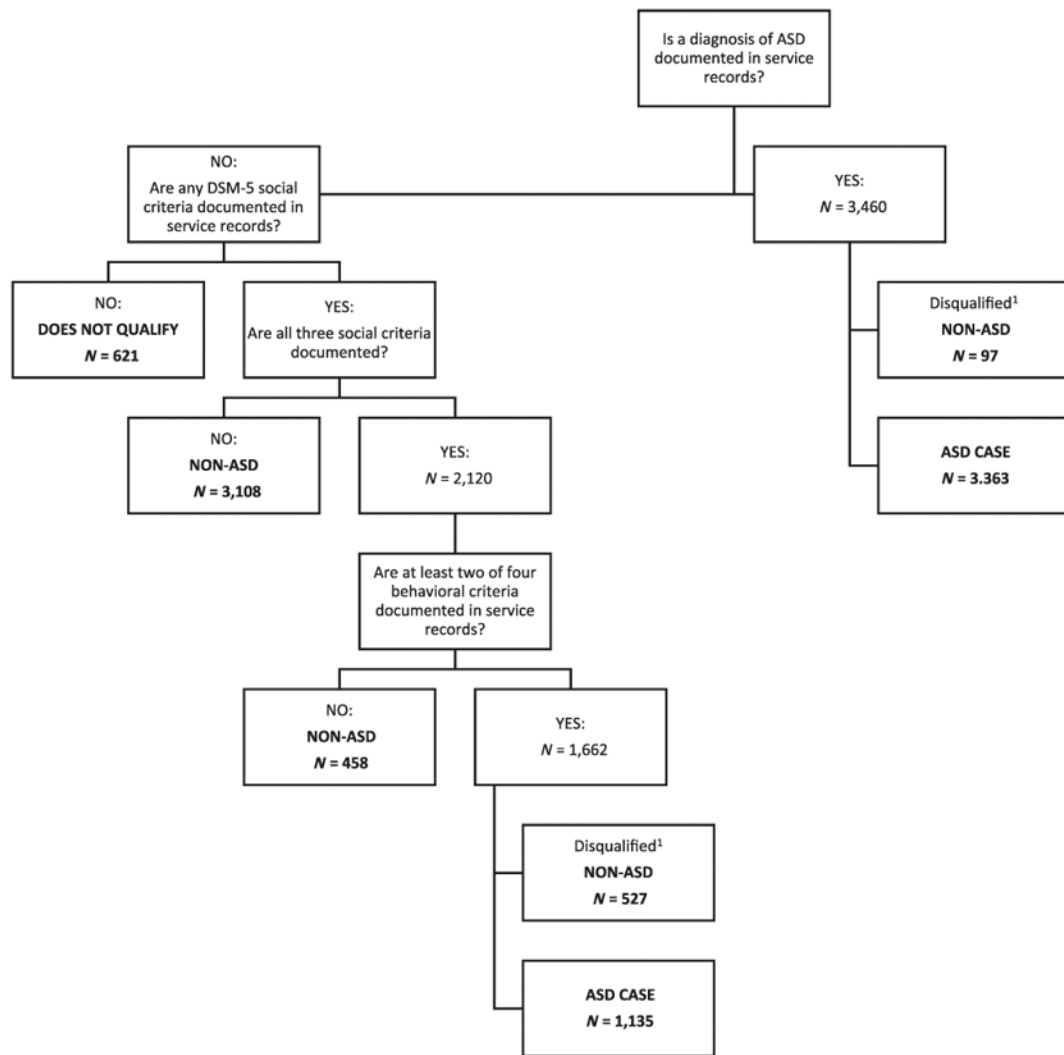 Is a diagnosis of ASD
documented in service
records?
NO:
Are any DSM-5 social
criteria documented in
service records?
YES:
N = 3,460
NO:
DOES NOT QUALIFY
N = 621
YES:
Are all three social criteria
documented?
Disqualified¹
NON-ASD
N = 97
NO:
NON-ASD
N = 3,108
YES:
N = 2,120
ASD CASE
N = 3.363
Are at least two of four
behavioral criteria
documented in service
records?
NO:
NON-ASD
N = 458
YES:
N = 1,662
Disqualified¹
NON-ASD
N = 527
ASD CASE
N = 1,135